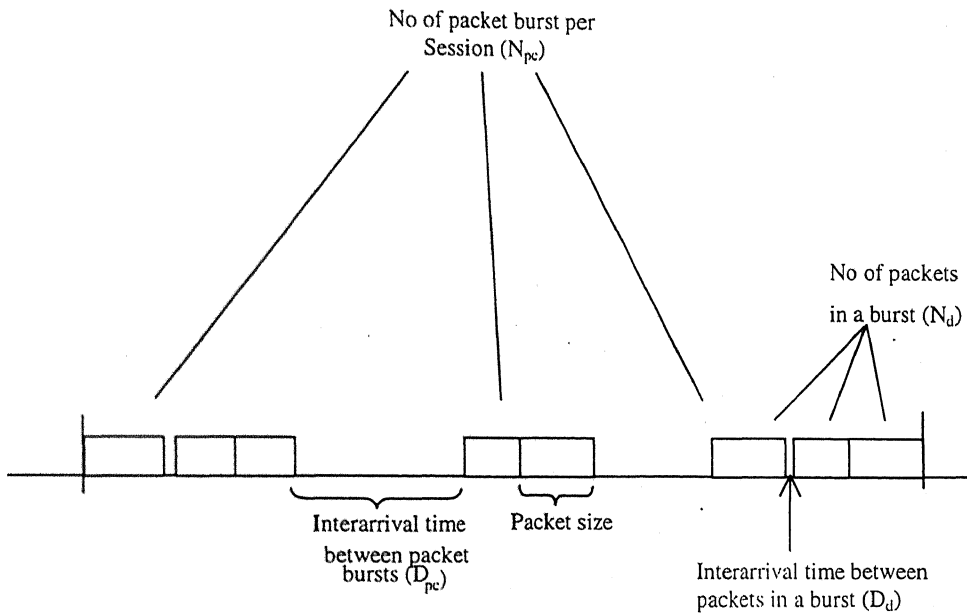 No of packet burst per
Session (N_pc)
No of packets
in a burst (N_d)
Interarrival time
between packet
bursts (D_pc)
Packet size
Interarrival time between
packets in a burst (D_d)